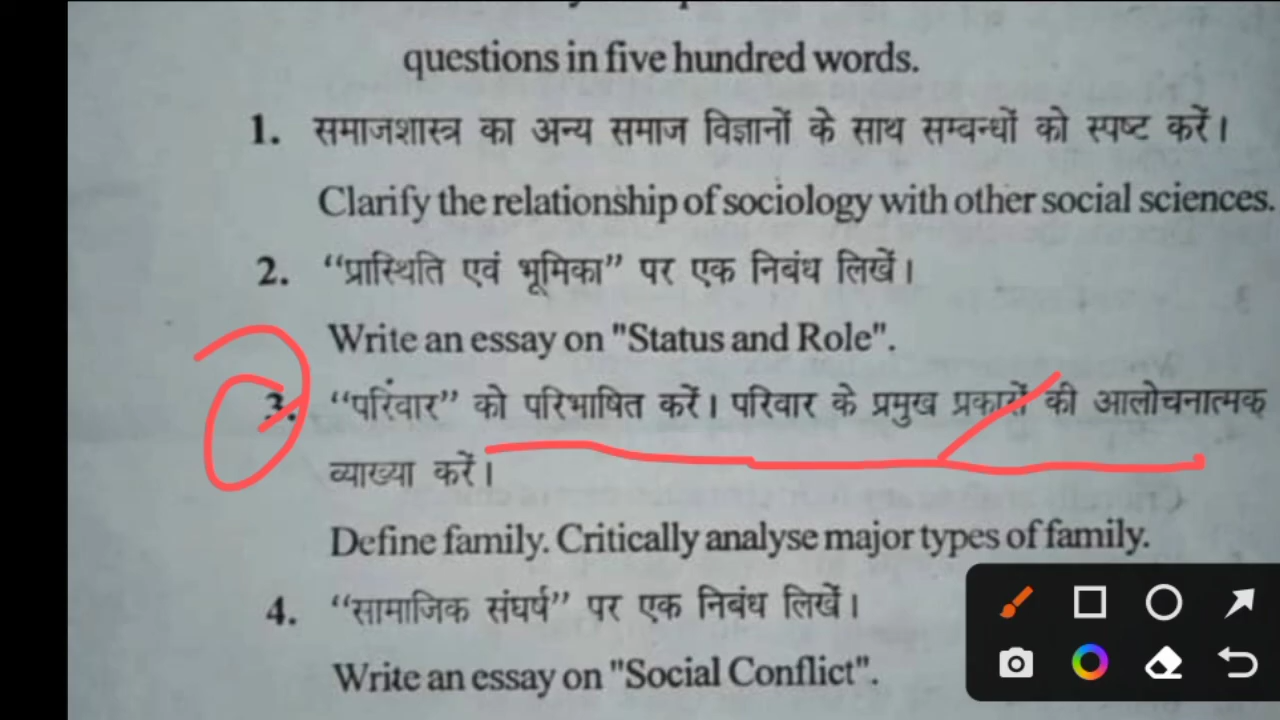 questions in five hundred words.
1. समाजशास्त्र का अन्य समाज विज्ञानों के साथ सम्वन्धों को स्पष्ट करें।
Clarify the relationship of sociology with other social sciences.
2. “प्रास्थिति एवं भूमिका” पर एक निबंध लिखें।
Write an essay on "Status and Role".
3. “परिवार” को परिभाषित करें। परिवार के प्रमुख प्रकारों की आलोचनात्मक
व्याख्या करें।
Define family. Critically analyse major types of family.
4. “सामाजिक संघर्ष” पर एक निबंध लिखें।
Write an essay on "Social Conflict".